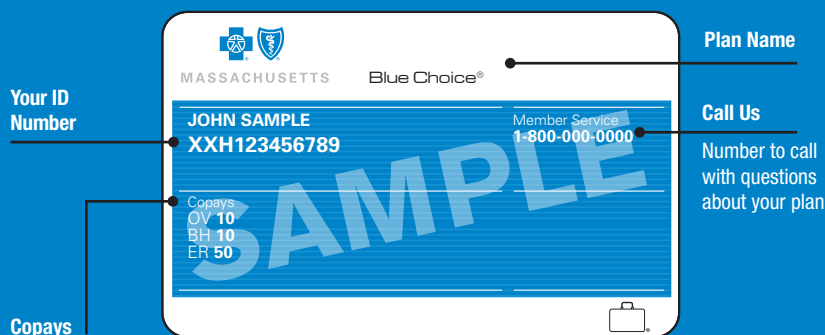 MASSACHUSETTS
Blue Choice®
Plan Name
Your ID
Number
JOHN SAMPLE
XXH123456789
Member Service
1-800-000-0000
Call Us
Number to call
with questions
about your plan
Copays
OV 10
BH 10
ER 50
SAMPLE
Copays